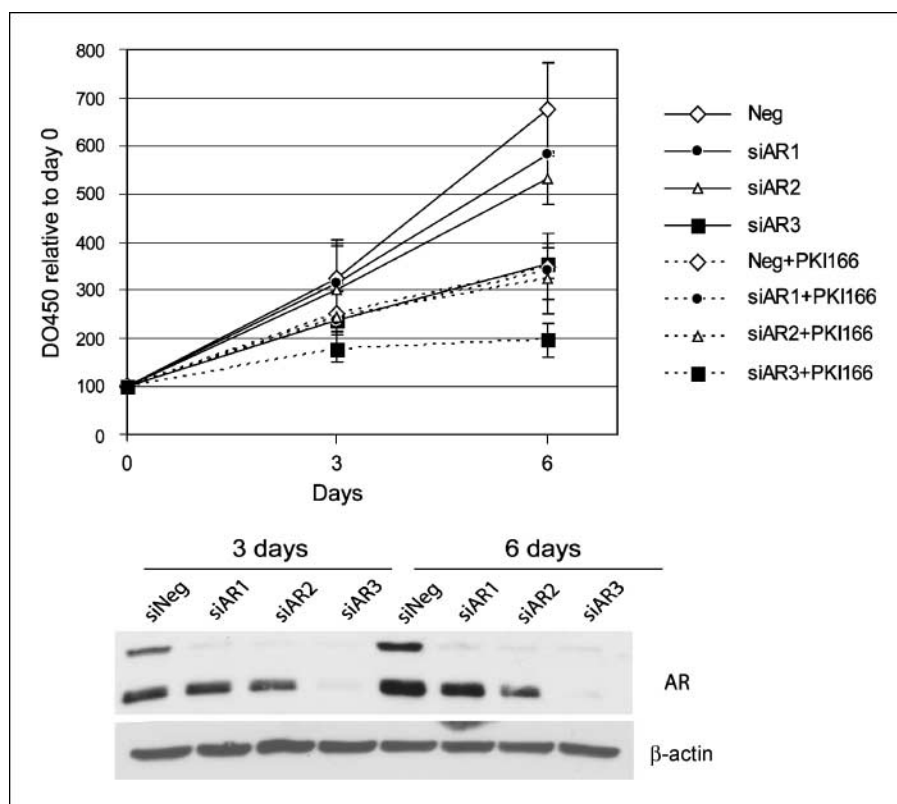 800
700
600
500
400
300
200
100
0
DO450 relative to day 0
0 3 6
Days
Neg
siAR1
siAR2
siAR3
Neg+PKI166
siAR1+PKI166
siAR2+PKI166
siAR3+PKI166
3 days 6 days
siNeg siAR1 siAR2 siAR3 siNeg siAR1 siAR2 siAR3
AR
β-actin